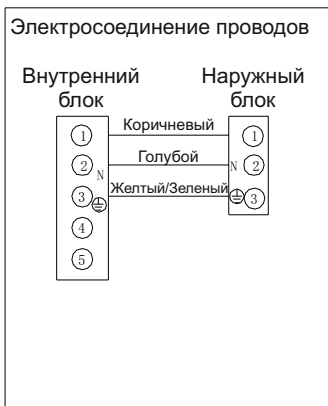 Электросоединение проводов
Внутренний блок
Наружный блок
1 Коричневый 1
2 N Голубой N 2
3 Желтый/Зеленый 3
4
5